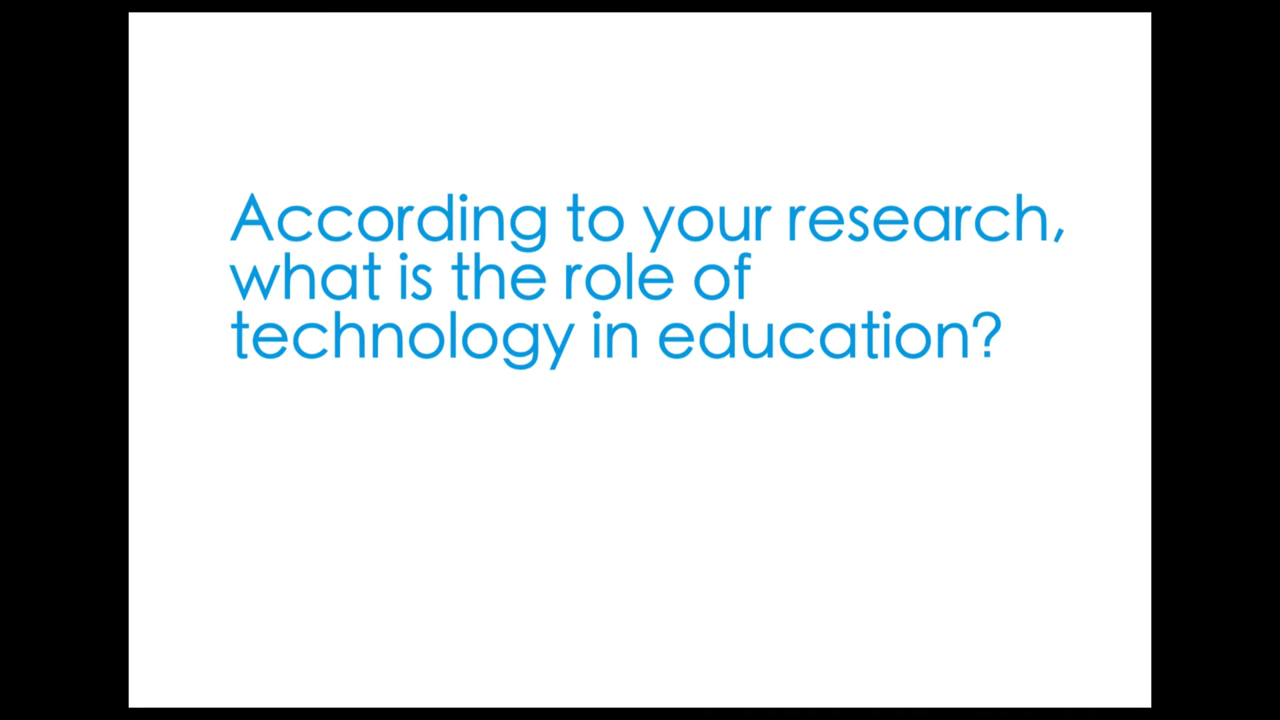 According to your research,
what is the role of
technology in education?